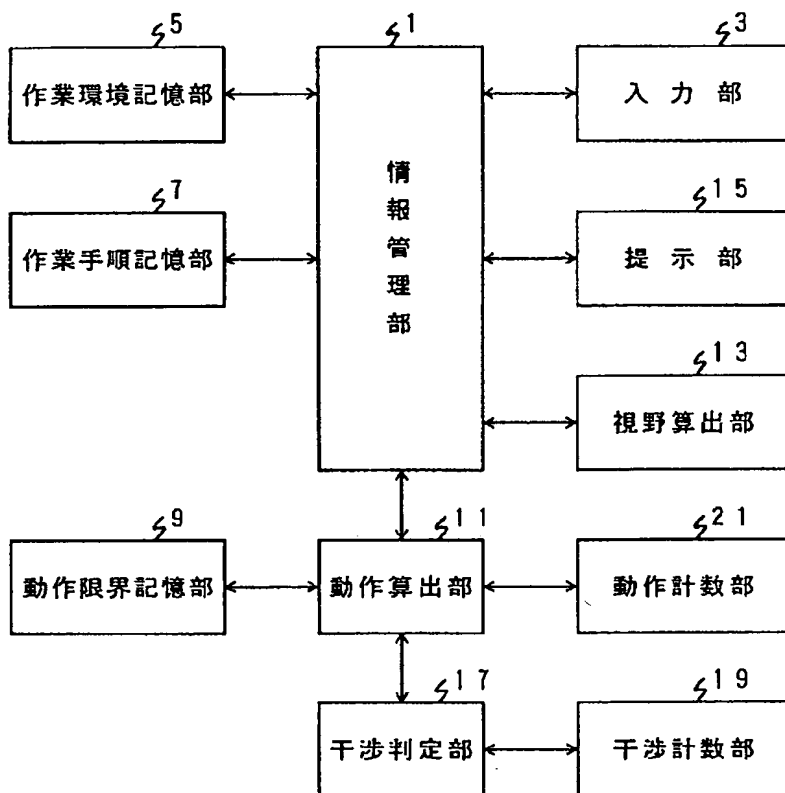 5
作業環境記憶部
1
情報管理部
3
入力部
7
作業手順記憶部
15
提示部
13
視野算出部
9
動作限界記憶部
11
動作算出部
21
動作計数部
17
干渉判定部
19
干渉計数部